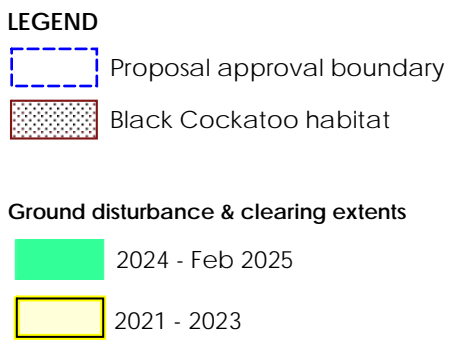 LEGEND
Proposal approval boundary
Black Cockatoo habitat
Ground disturbance & clearing extents
2024 - Feb 2025
2021 - 2023